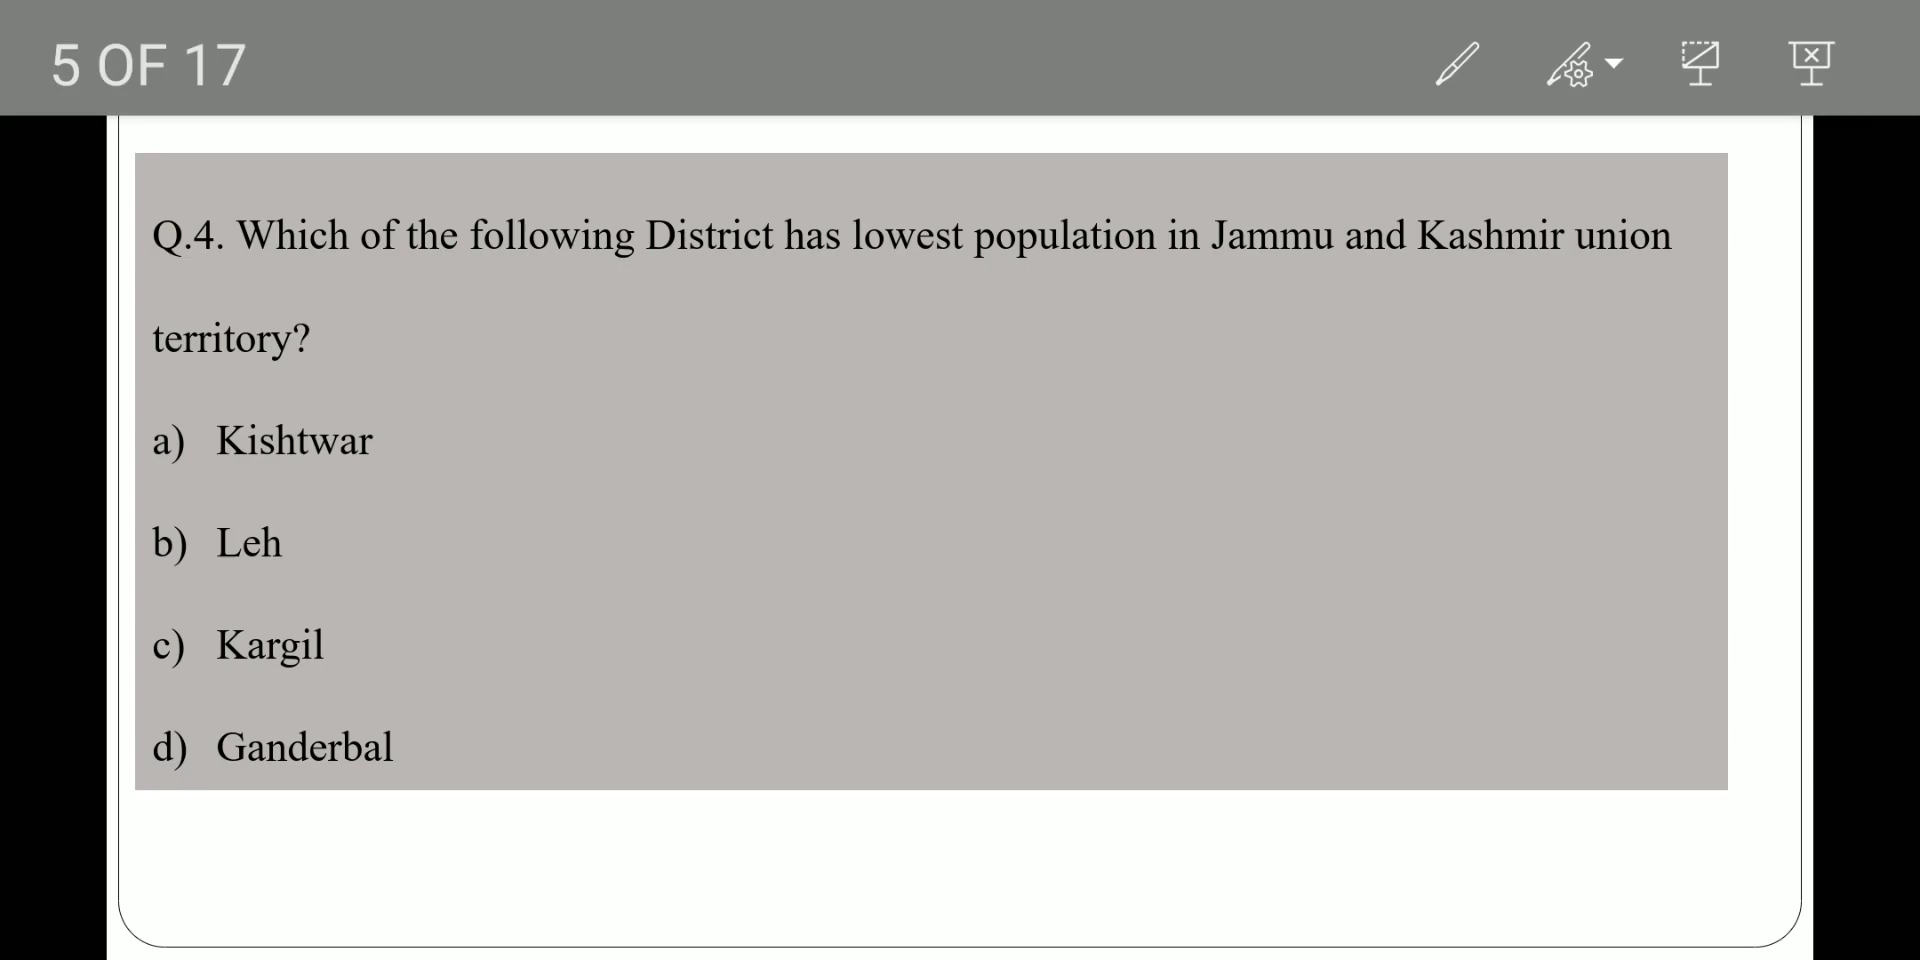 5 OF 17
Q.4. Which of the following District has lowest population in Jammu and Kashmir union
territory?
a) Kishtwar
b) Leh
c) Kargil
d) Ganderbal